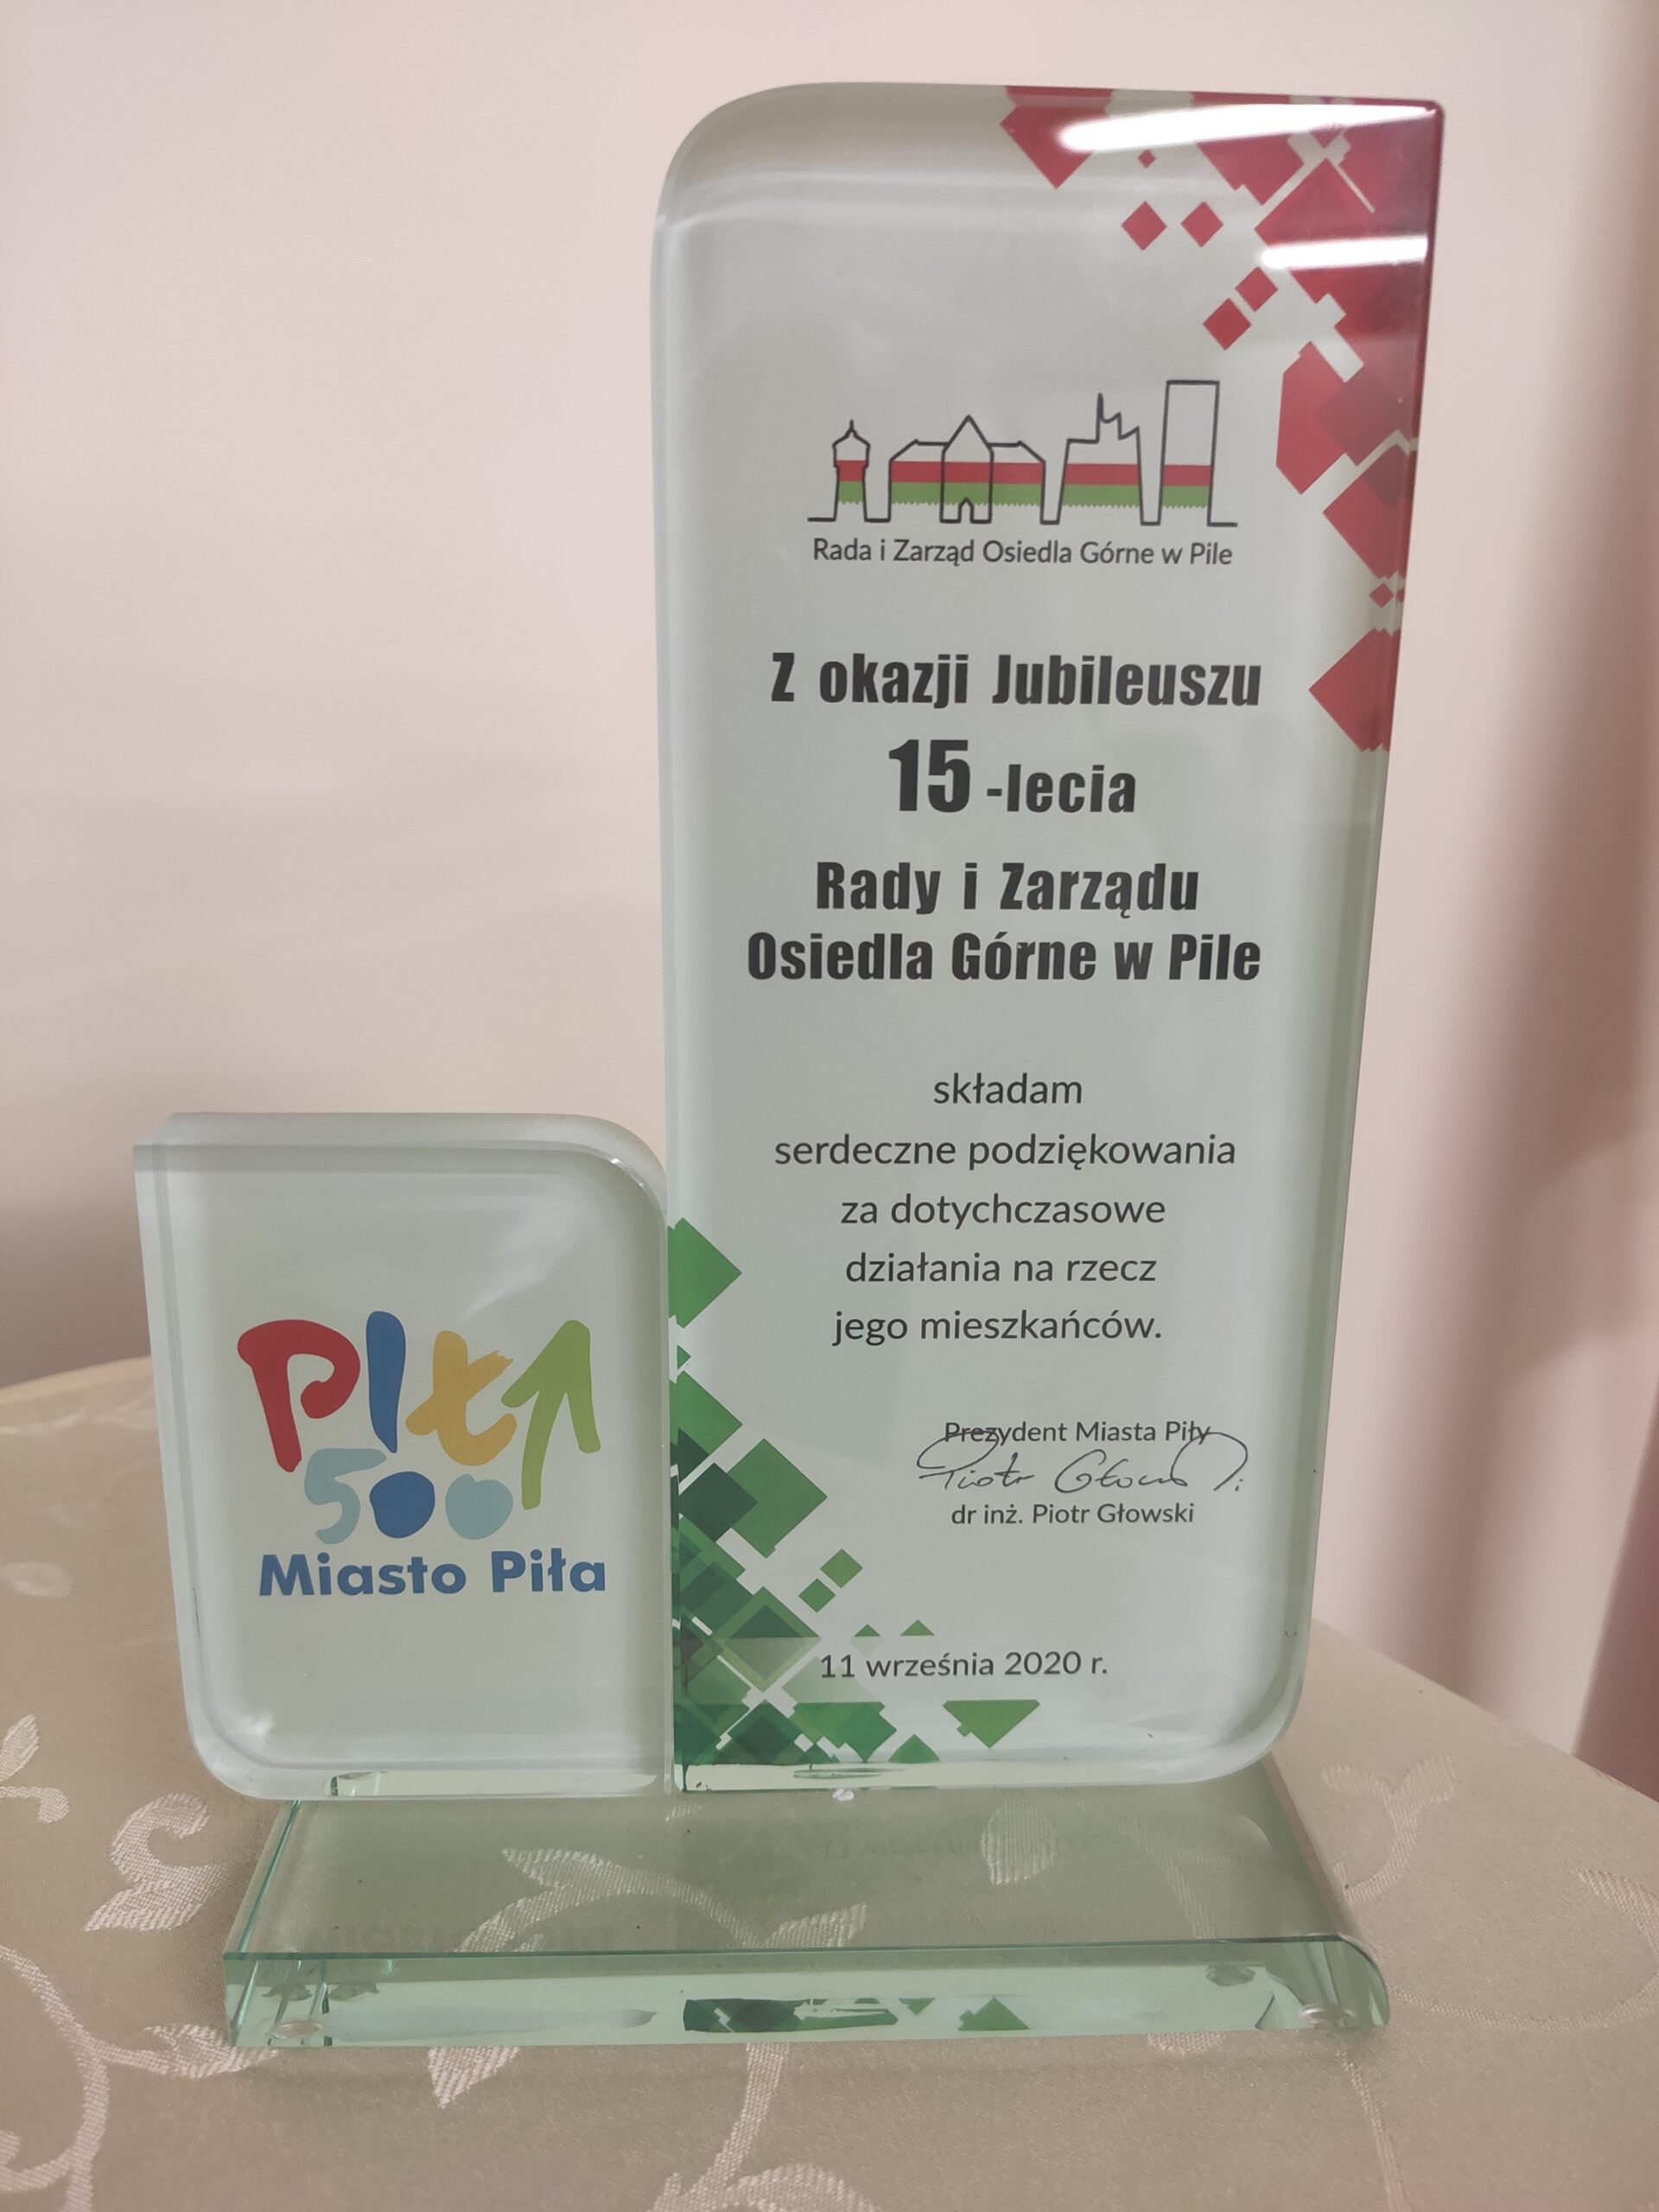 Rada i Zarząd Osiedla Górne w Pile
Z okazji Jubileuszu
15 -lecia
Rady i Zarządu
Osiedla Górne w Pile
składam
serdeczne podziękowania
za dotychczasowe
działania na rzecz
jego mieszkańców.
Prezydent Miasta Piły
Piotr Głowski
dr inż. Piotr Głowski
11 września 2020 r.
Piła
500
Miasto Piła